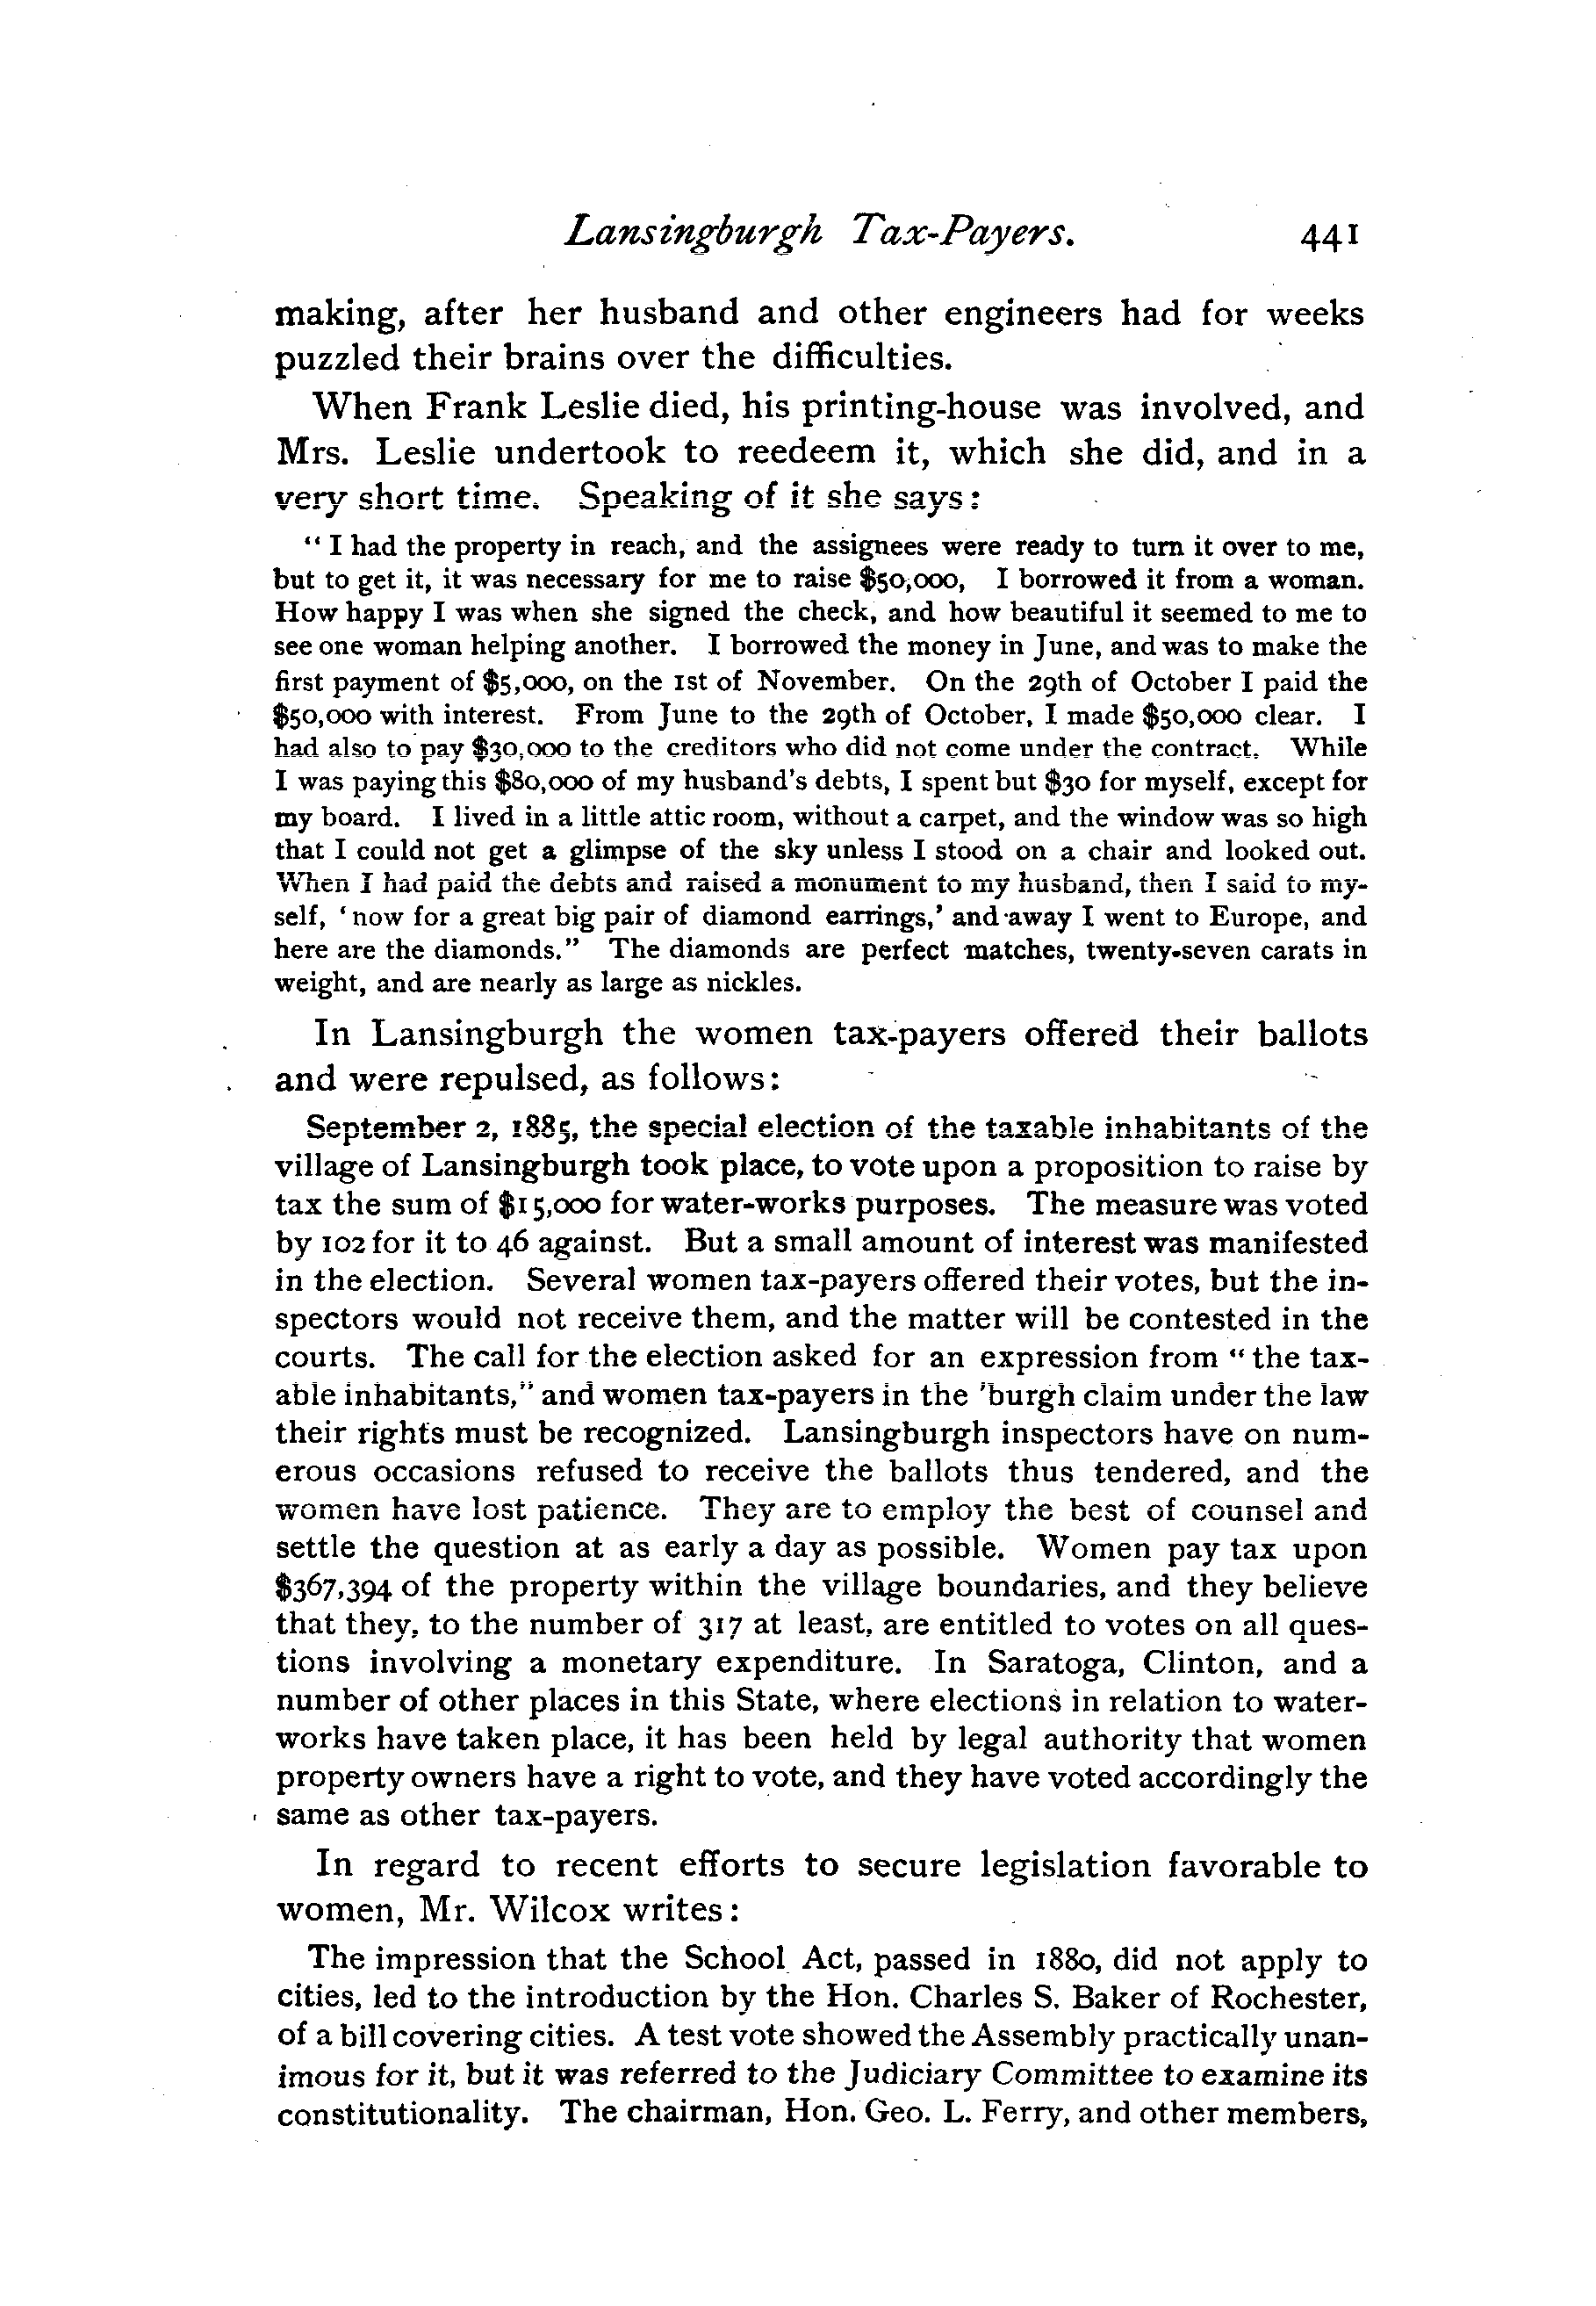 Lansingburgh Tax-Payers. 441
making, after her husband and other engineers had for weeks
puzzled their brains over the difficulties.
When Frank Leslie died, his printing-house was involved, and
Mrs. Leslie undertook to reedeem it, which she did, and in a
very short time. Speaking of it she says:
"I had the property in reach, and the assignees were ready to turn it over to me,
but to get it, it was necessary for me to raise $50,000, I borrowed it from a woman.
How happy I was when she signed the check, and how beautiful it seemed to me to
see one woman helping another. I borrowed the money in June, and was to make the
first payment of $5,000, on the 1st of November. On the 29th of October I paid the
$50,000 with interest. From June to the 29th of October, I made $50,000 clear. I
had also to pay $30,000 to the creditors who did not come under the contract. While
I was paying this $80,000 of my husband's debts, I spent but $30 for myself, except for
my board. I lived in a little attic room, without a carpet, and the window was so high
that I could not get a glimpse of the sky unless I stood on a chair and looked out.
When I had paid the debts and raised a monument to my husband, then I said to my-
self, 'now for a great big pair of diamond earrings,' and away I went to Europe, and
here are the diamonds." The diamonds are perfect matches, twenty-seven carats in
weight, and are nearly as large as nickles.
In Lansingburgh the women tax-payers offered their ballots
and were repulsed, as follows:
September 2, 1885, the special election of the taxable inhabitants of the
village of Lansingburgh took place, to vote upon a proposition to raise by
tax the sum of $15,000 for water-works purposes. The measure was voted
by 102 for it to 46 against. But a small amount of interest was manifested
in the election. Several women tax-payers offered their votes, but the in-
spectors would not receive them, and the matter will be contested in the
courts. The call for the election asked for an expression from "the tax-
able inhabitants," and women tax-payers in the 'burgh claim under the law
their rights must be recognized. Lansingburgh inspectors have on num-
erous occasions refused to receive the ballots thus tendered, and the
women have lost patience. They are to employ the best of counsel and
settle the question at as early a day as possible. Women pay tax upon
$367,394 of the property within the village boundaries, and they believe
that they, to the number of 317 at least, are entitled to votes on all ques-
tions involving a monetary expenditure. In Saratoga, Clinton, and a
number of other places in this State, where elections in relation to water-
works have taken place, it has been held by legal authority that women
property owners have a right to vote, and they have voted accordingly the
same as other tax-payers.
In regard to recent efforts to secure legislation favorable to
women, Mr. Wilcox writes:
The impression that the School Act, passed in 1880, did not apply to
cities, led to the introduction by the Hon. Charles S. Baker of Rochester,
of a bill covering cities. A test vote showed the Assembly practically unan-
imous for it, but it was referred to the Judiciary Committee to examine its
constitutionality. The chairman, Hon. Geo. L. Ferry, and other members,